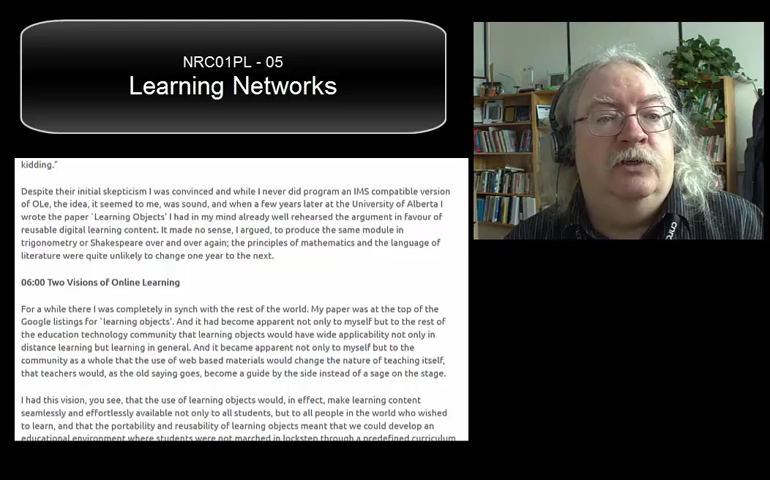 NRC01PL - 05
Learning Networks
kidding."
Despite their initial skepticism I was convinced and while I never did program an IMS compatible version
of OLe, the idea, it seemed to me, was sound, and when a few years later at the University of Alberta I
wrote the paper `Learning Objects' I had in my mind already well rehearsed the argument in favour of
reusable digital learning content. It made no sense, I argued, to produce the same module in
trigonometry or Shakespeare over and over again; the principles of mathematics and the language of
literature were quite unlikely to change one year to the next.
06:00 Two Visions of Online Learning
For a while there I was completely in synch with the rest of the world. My paper was at the top of the
Google listings for `learning objects'. And it had become apparent not only to myself but to the rest of
the education technology community that learning objects would have wide applicability not only in
distance learning but learning in general. And it became apparent not only to myself but to the
community as a whole that the use of web based materials would change the nature of teaching itself,
that teachers would, as the old saying goes, become a guide by the side instead of a sage on the stage.
I had this vision, you see, that the use of learning objects would, in effect, make learning content
seamlessly and effortlessly available not only to all students, but to all people in the world who wished
to learn, and that the portability and reusability of learning objects meant that we could develop an
educational environment where students were not marched in lockstep through a predefined curriculum